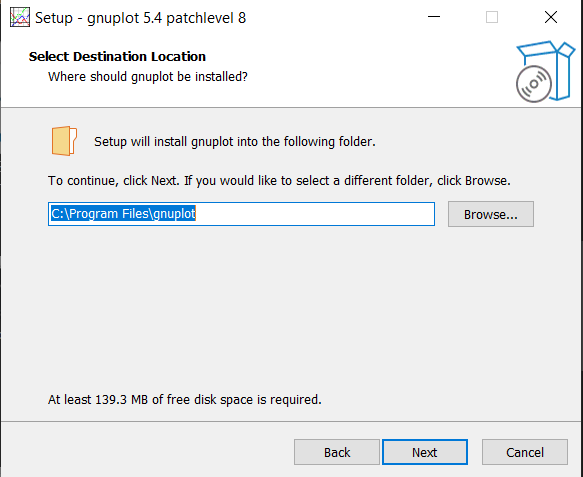 Setup - gnuplot 5.4 patchlevel 8
Select Destination Location
Where should gnuplot be installed?
Setup will install gnuplot into the following folder.
To continue, click Next. If you would like to select a different folder, click Browse.
C:\Program Files\gnuplot
Browse...
At least 139.3 MB of free disk space is required.
Back
Next
Cancel